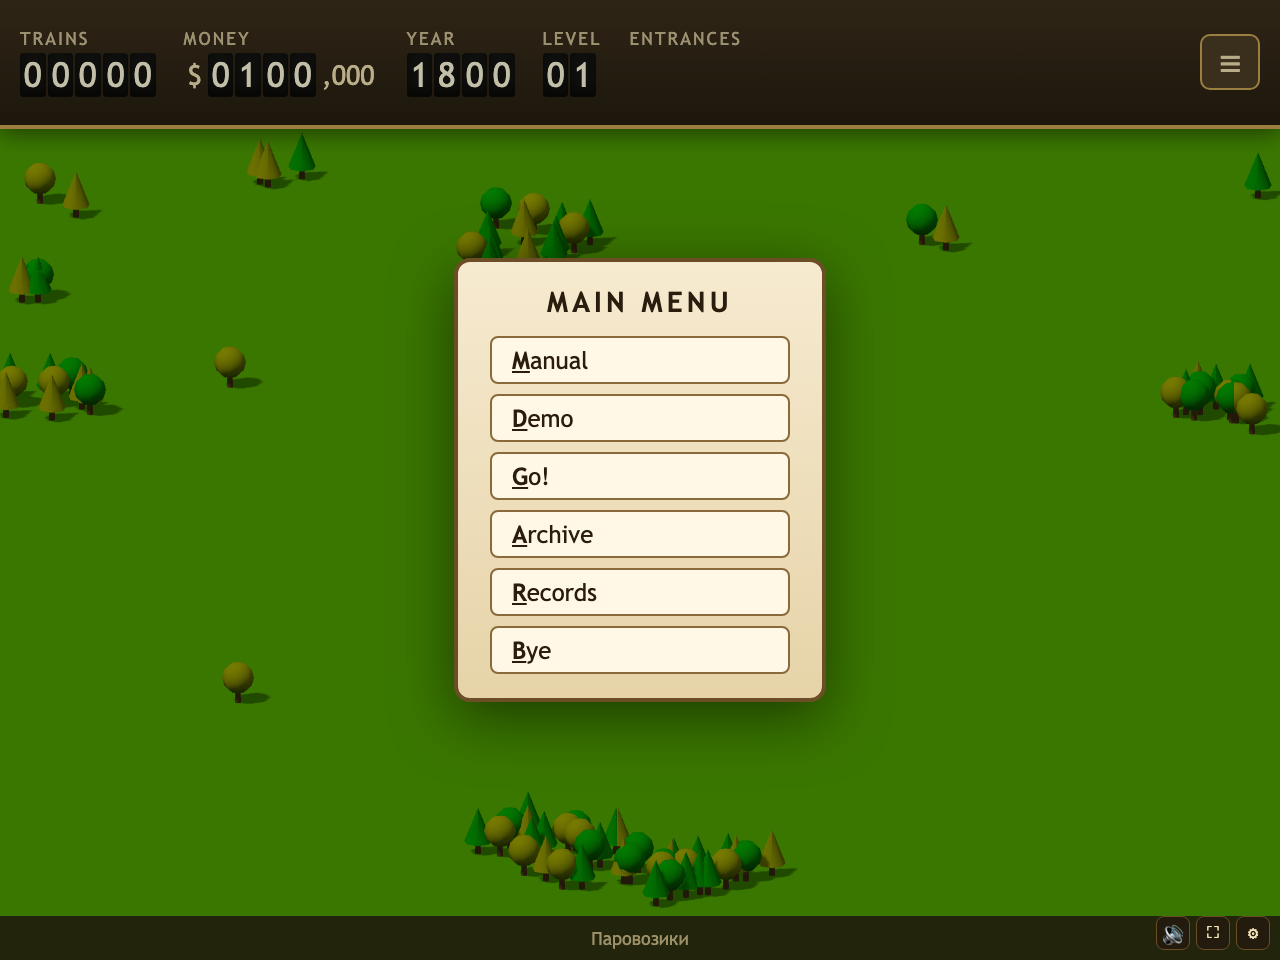 TRAINS MONEY YEAR LEVEL ENTRANCES
00000 $0100,000 1800 01
MAIN MENU
Manual
Demo
Go!
Archive
Records
Bye
Паровозики